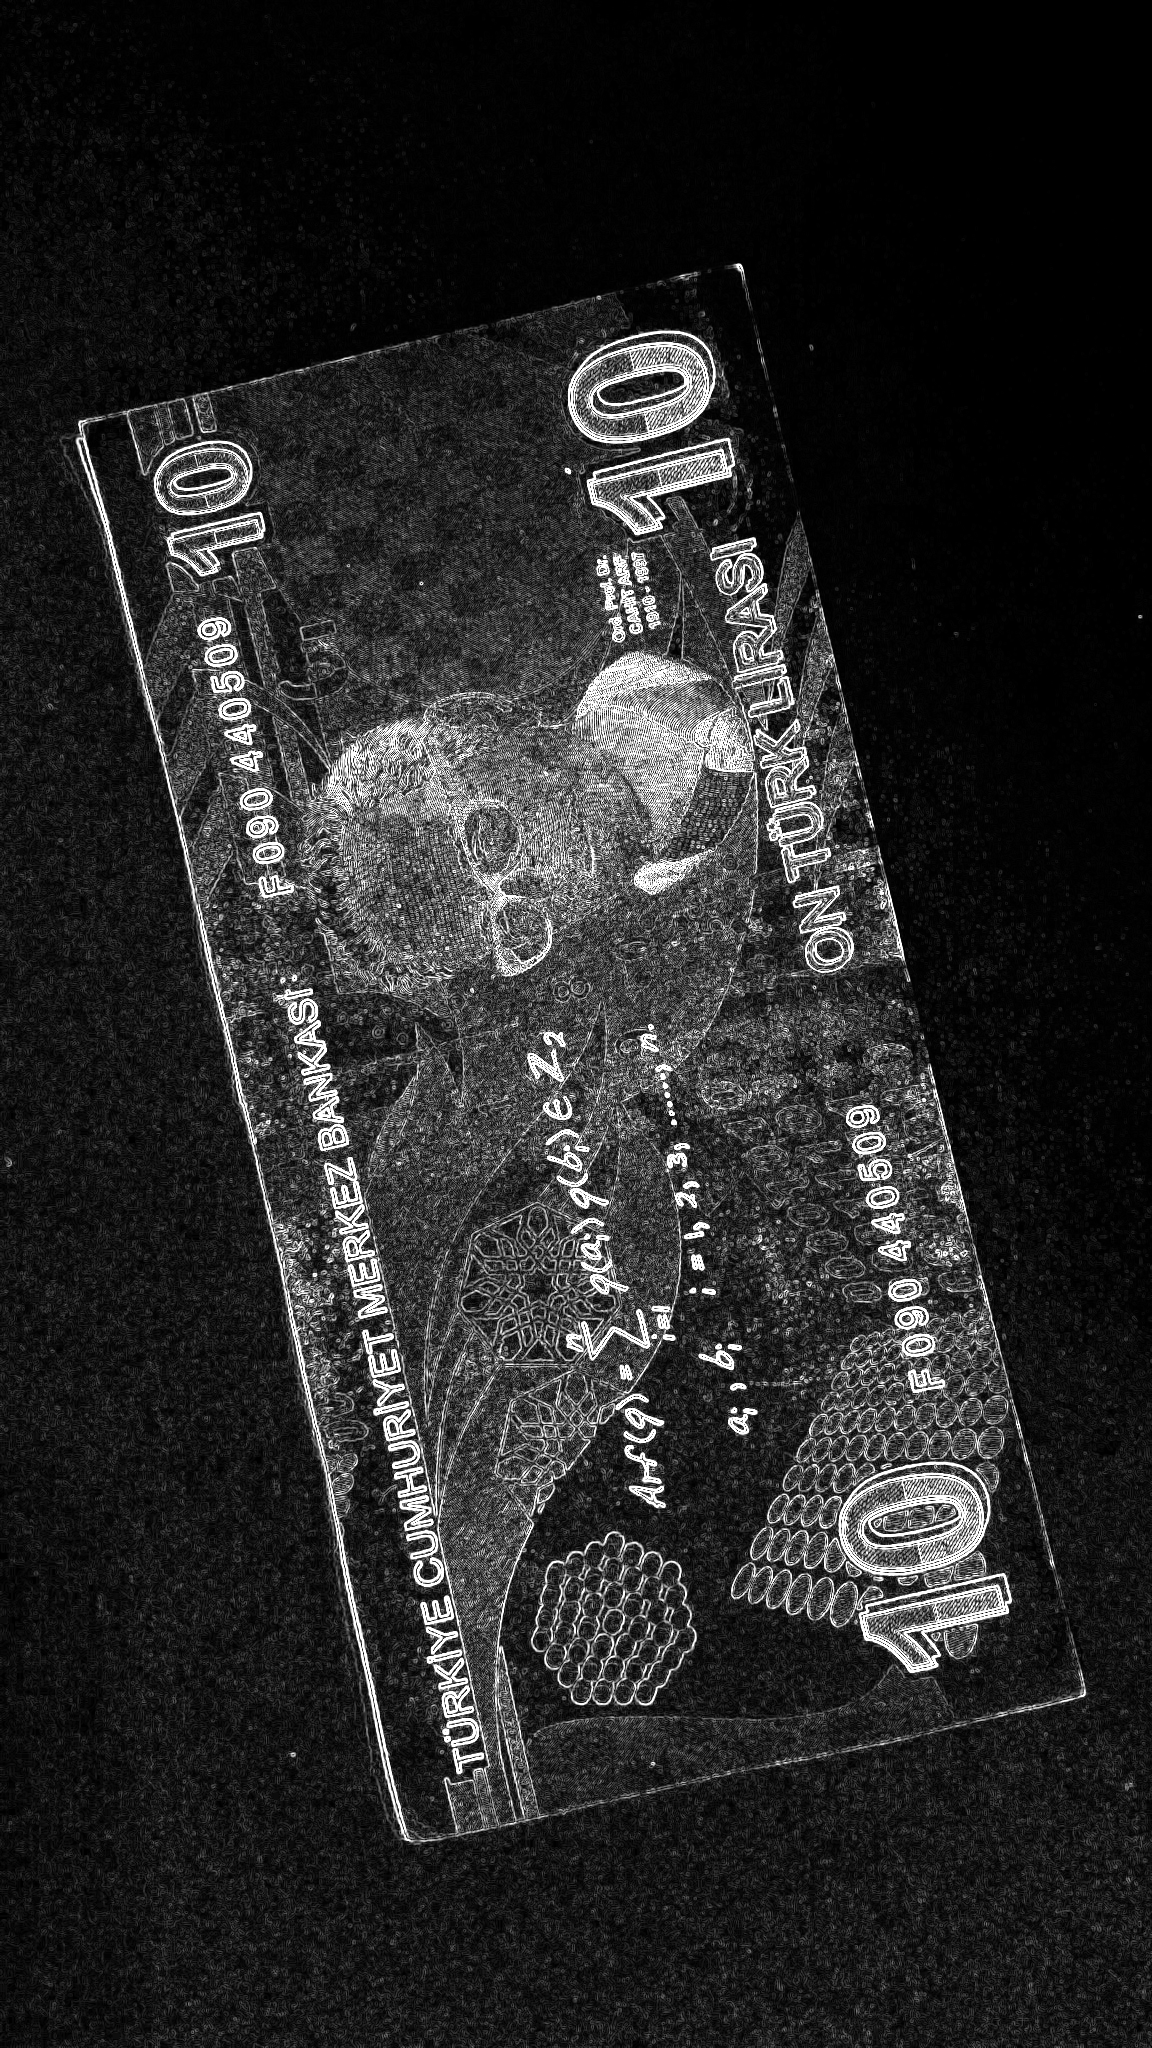 TÜRKİYE CUMHURİYET MERKEZ BANKASI
F090 440509
10
Arf(q) = n Σ i=1 q(ai) q(bi) ∈ Z2
ai, bi i = 1, 2, 3, ......, n.
Ord. Prof. Dr.
CAHİT ARF
1910 - 1997
10
F090 440509
10
ON TÜRK LİRASI